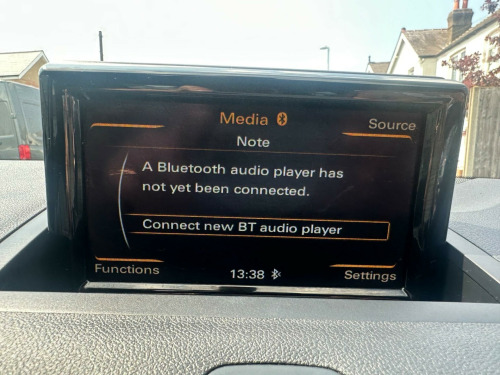 Media
Source
Note
A Bluetooth audio player has
not yet been connected.
Connect new BT audio player
Functions
13:38
Settings